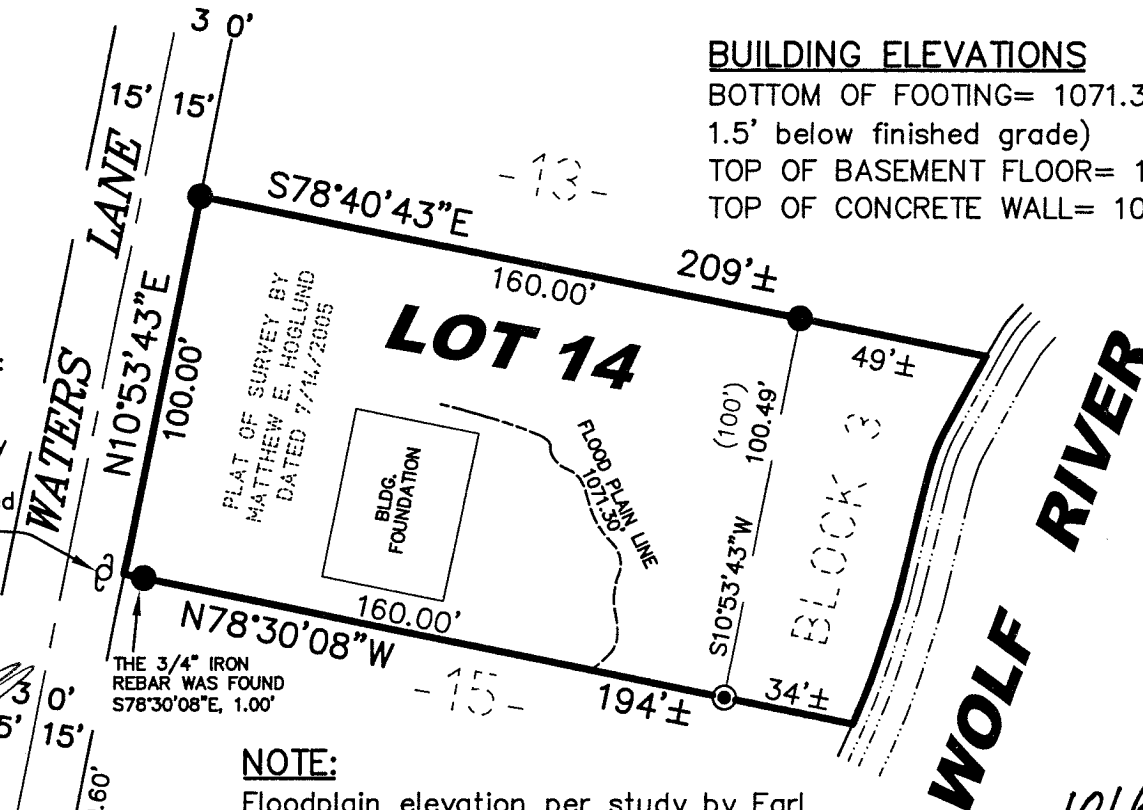 3 0'
15' 15'
BUILDING ELEVATIONS
BOTTOM OF FOOTING= 1071.3
1.5' below finished grade)
TOP OF BASEMENT FLOOR= 1
TOP OF CONCRETE WALL= 10
-13-
S78°40'43"E
209'±
160.00'
49'±
WATERS LANE
N10°53'43"E
100.00'
PLAT OF SURVEY BY
MATTHEW E. HOGLUND
DATED 7/14/2005
LOT 14
BLDG.
FOUNDATION
FLOOD PLAIN LINE
1071.30'
(100')
100.49'
S10°53'43"W
BLOCK 3
WOLF RIVER
d
160.00'
N78°30'08"W
194'±
34'±
-15-
THE 3/4" IRON
REBAR WAS FOUND
S78°30'08"E, 1.00'
3 0'
5' 15'
.60'
NOTE:
Floodplain elevation per study by Earl